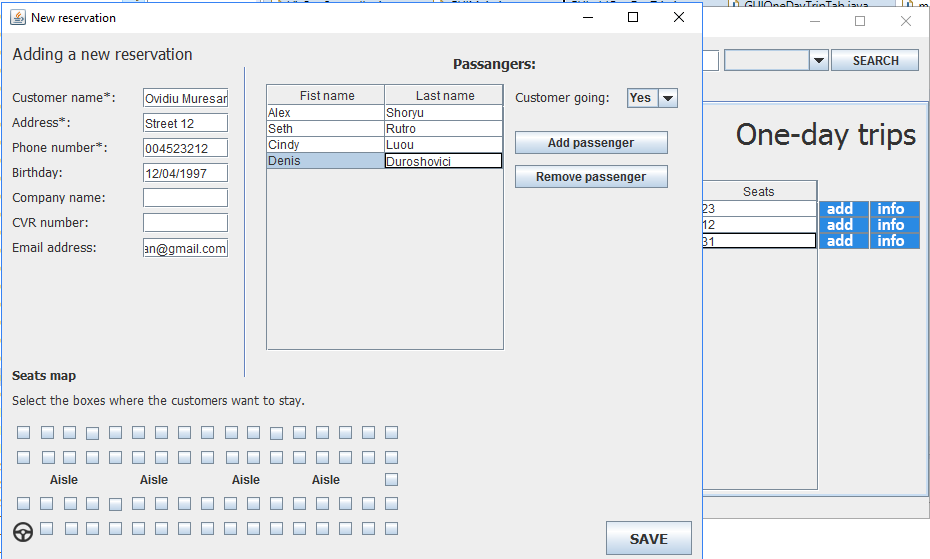 New reservation
GUIOneDayTripTab.java
Adding a new reservation
Passangers:
SEARCH
Customer name*: Ovidiu Muresar
Address*: Street 12
Phone number*: 004523212
Birthday: 12/04/1997
Company name:
CVR number:
Email address: an@gmail.com
Fist name Last name
Alex Shoryu
Seth Rutro
Cindy Luou
Denis Duroshovici
Customer going: Yes
Add passenger
Remove passenger
One-day trips
Seats
23 add info
12 add info
31 add info
Seats map
Select the boxes where the customers want to stay.
Aisle Aisle Aisle Aisle
SAVE